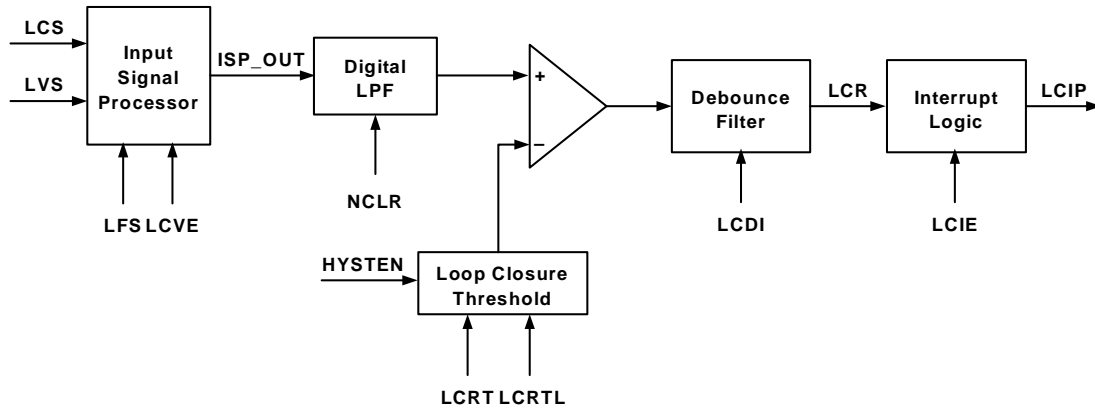 LCS
LVS
Input
Signal
Processor
LFS LCVE
ISP_OUT
Digital
LPF
NCLR
+
−
HYSTEN
Loop Closure
Threshold
LCRT LCRTL
Debounce
Filter
LCDI
LCR
Interrupt
Logic
LCIE
LCIP